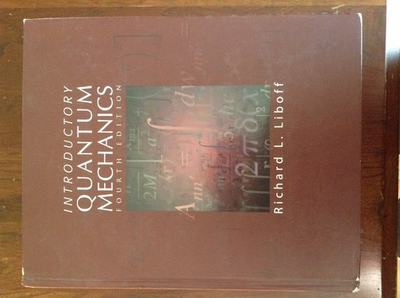 INTRODUCTORY
QUANTUM
MECHANICS
FOURTH EDITION
Richard L. Liboff